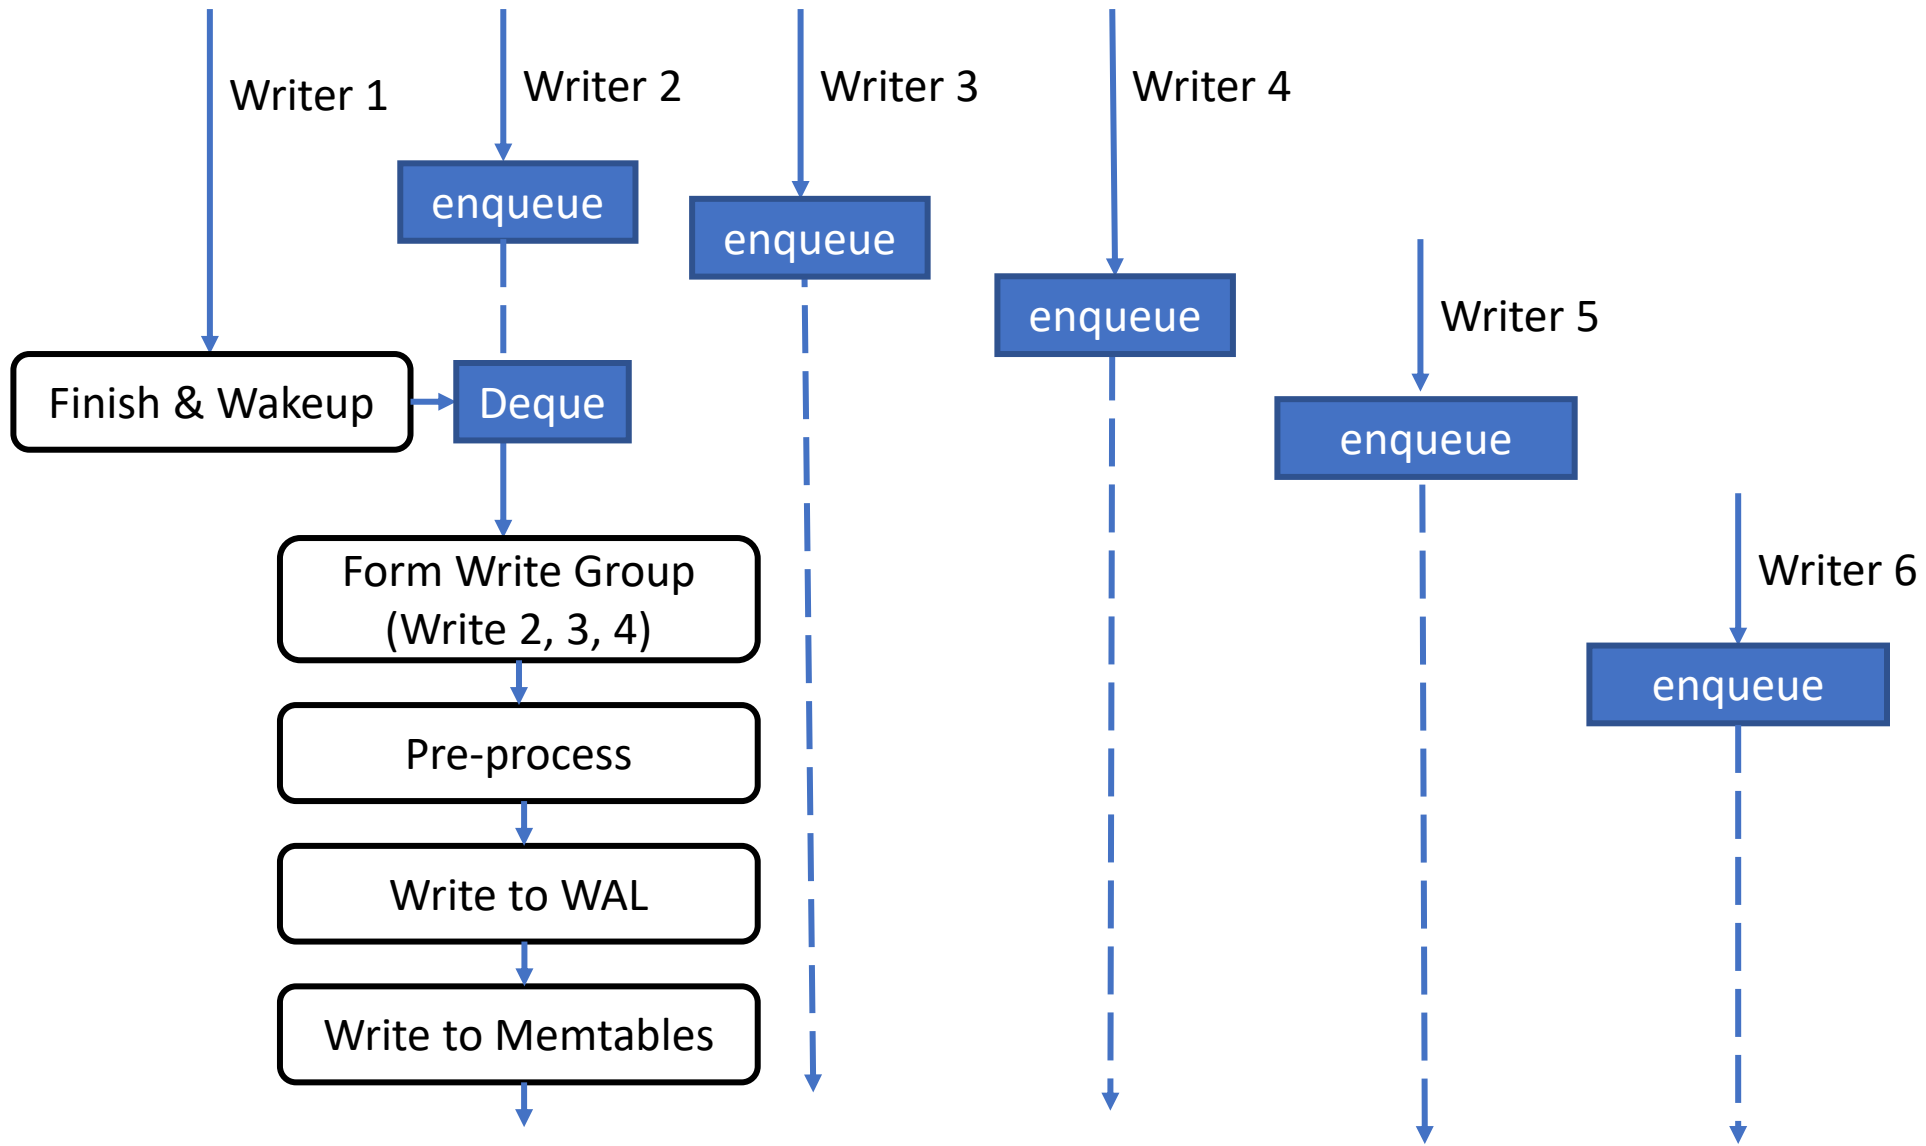 Writer 1
Writer 2
Writer 3
Writer 4
enqueue
enqueue
enqueue
Writer 5
Finish & Wakeup
Deque
enqueue
Form Write Group
(Write 2, 3, 4)
Writer 6
enqueue
Pre-process
Write to WAL
Write to Memtables